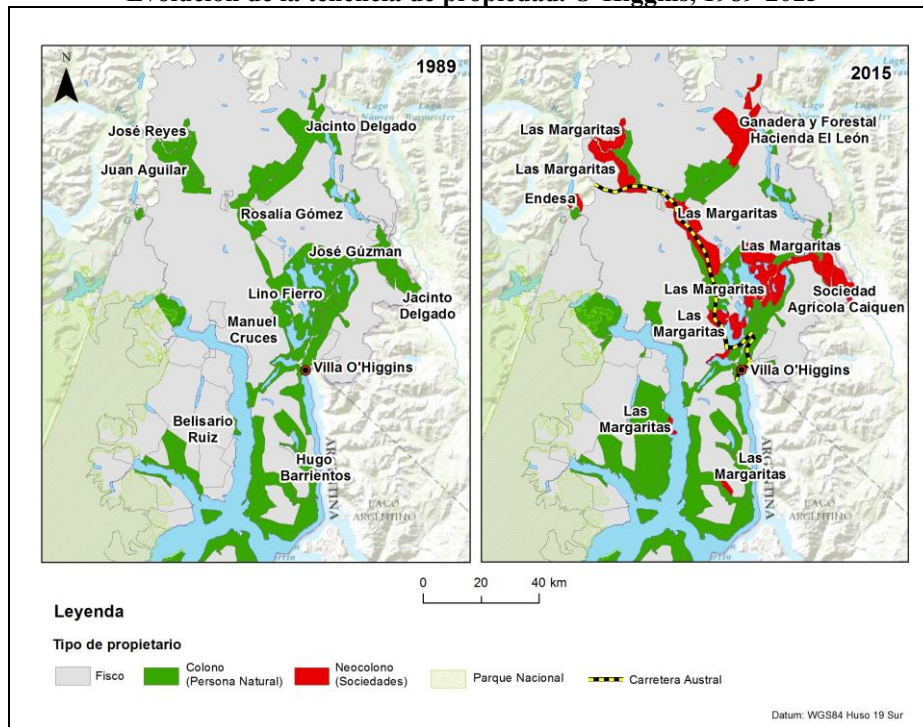 Evolución de la tenencia de propiedad. O'Higgins, 1989-2015
N
1989
José Reyes
Juan Aguilar
Jacinto Delgado
Rosalía Gómez
José Gúzman
Lino Fierro
Jacinto
Delgado
Manuel
Cruces
Villa O'Higgins
Belisario
Ruiz
Hugo
Barrientos
ARGENTINA
LAGO
ARGENTINO
2015
Las Margaritas
Ganadera y Forestal
Hacienda El León
Las Margaritas
Endesa
Las Margaritas
Las Margaritas
Las Margaritas
Sociedad
Agrícola Caiquen
Las
Margaritas
Villa O'Higgins
Las
Margaritas
Las
Margaritas
ARGENTINA
LAGO
ARGENTINO
0 20 40 km
Leyenda
Tipo de propietario
Fisco
Colono
(Persona Natural)
Neocolono
(Sociedades)
Parque Nacional
Carretera Austral
Datum: WGS84 Huso 19 Sur